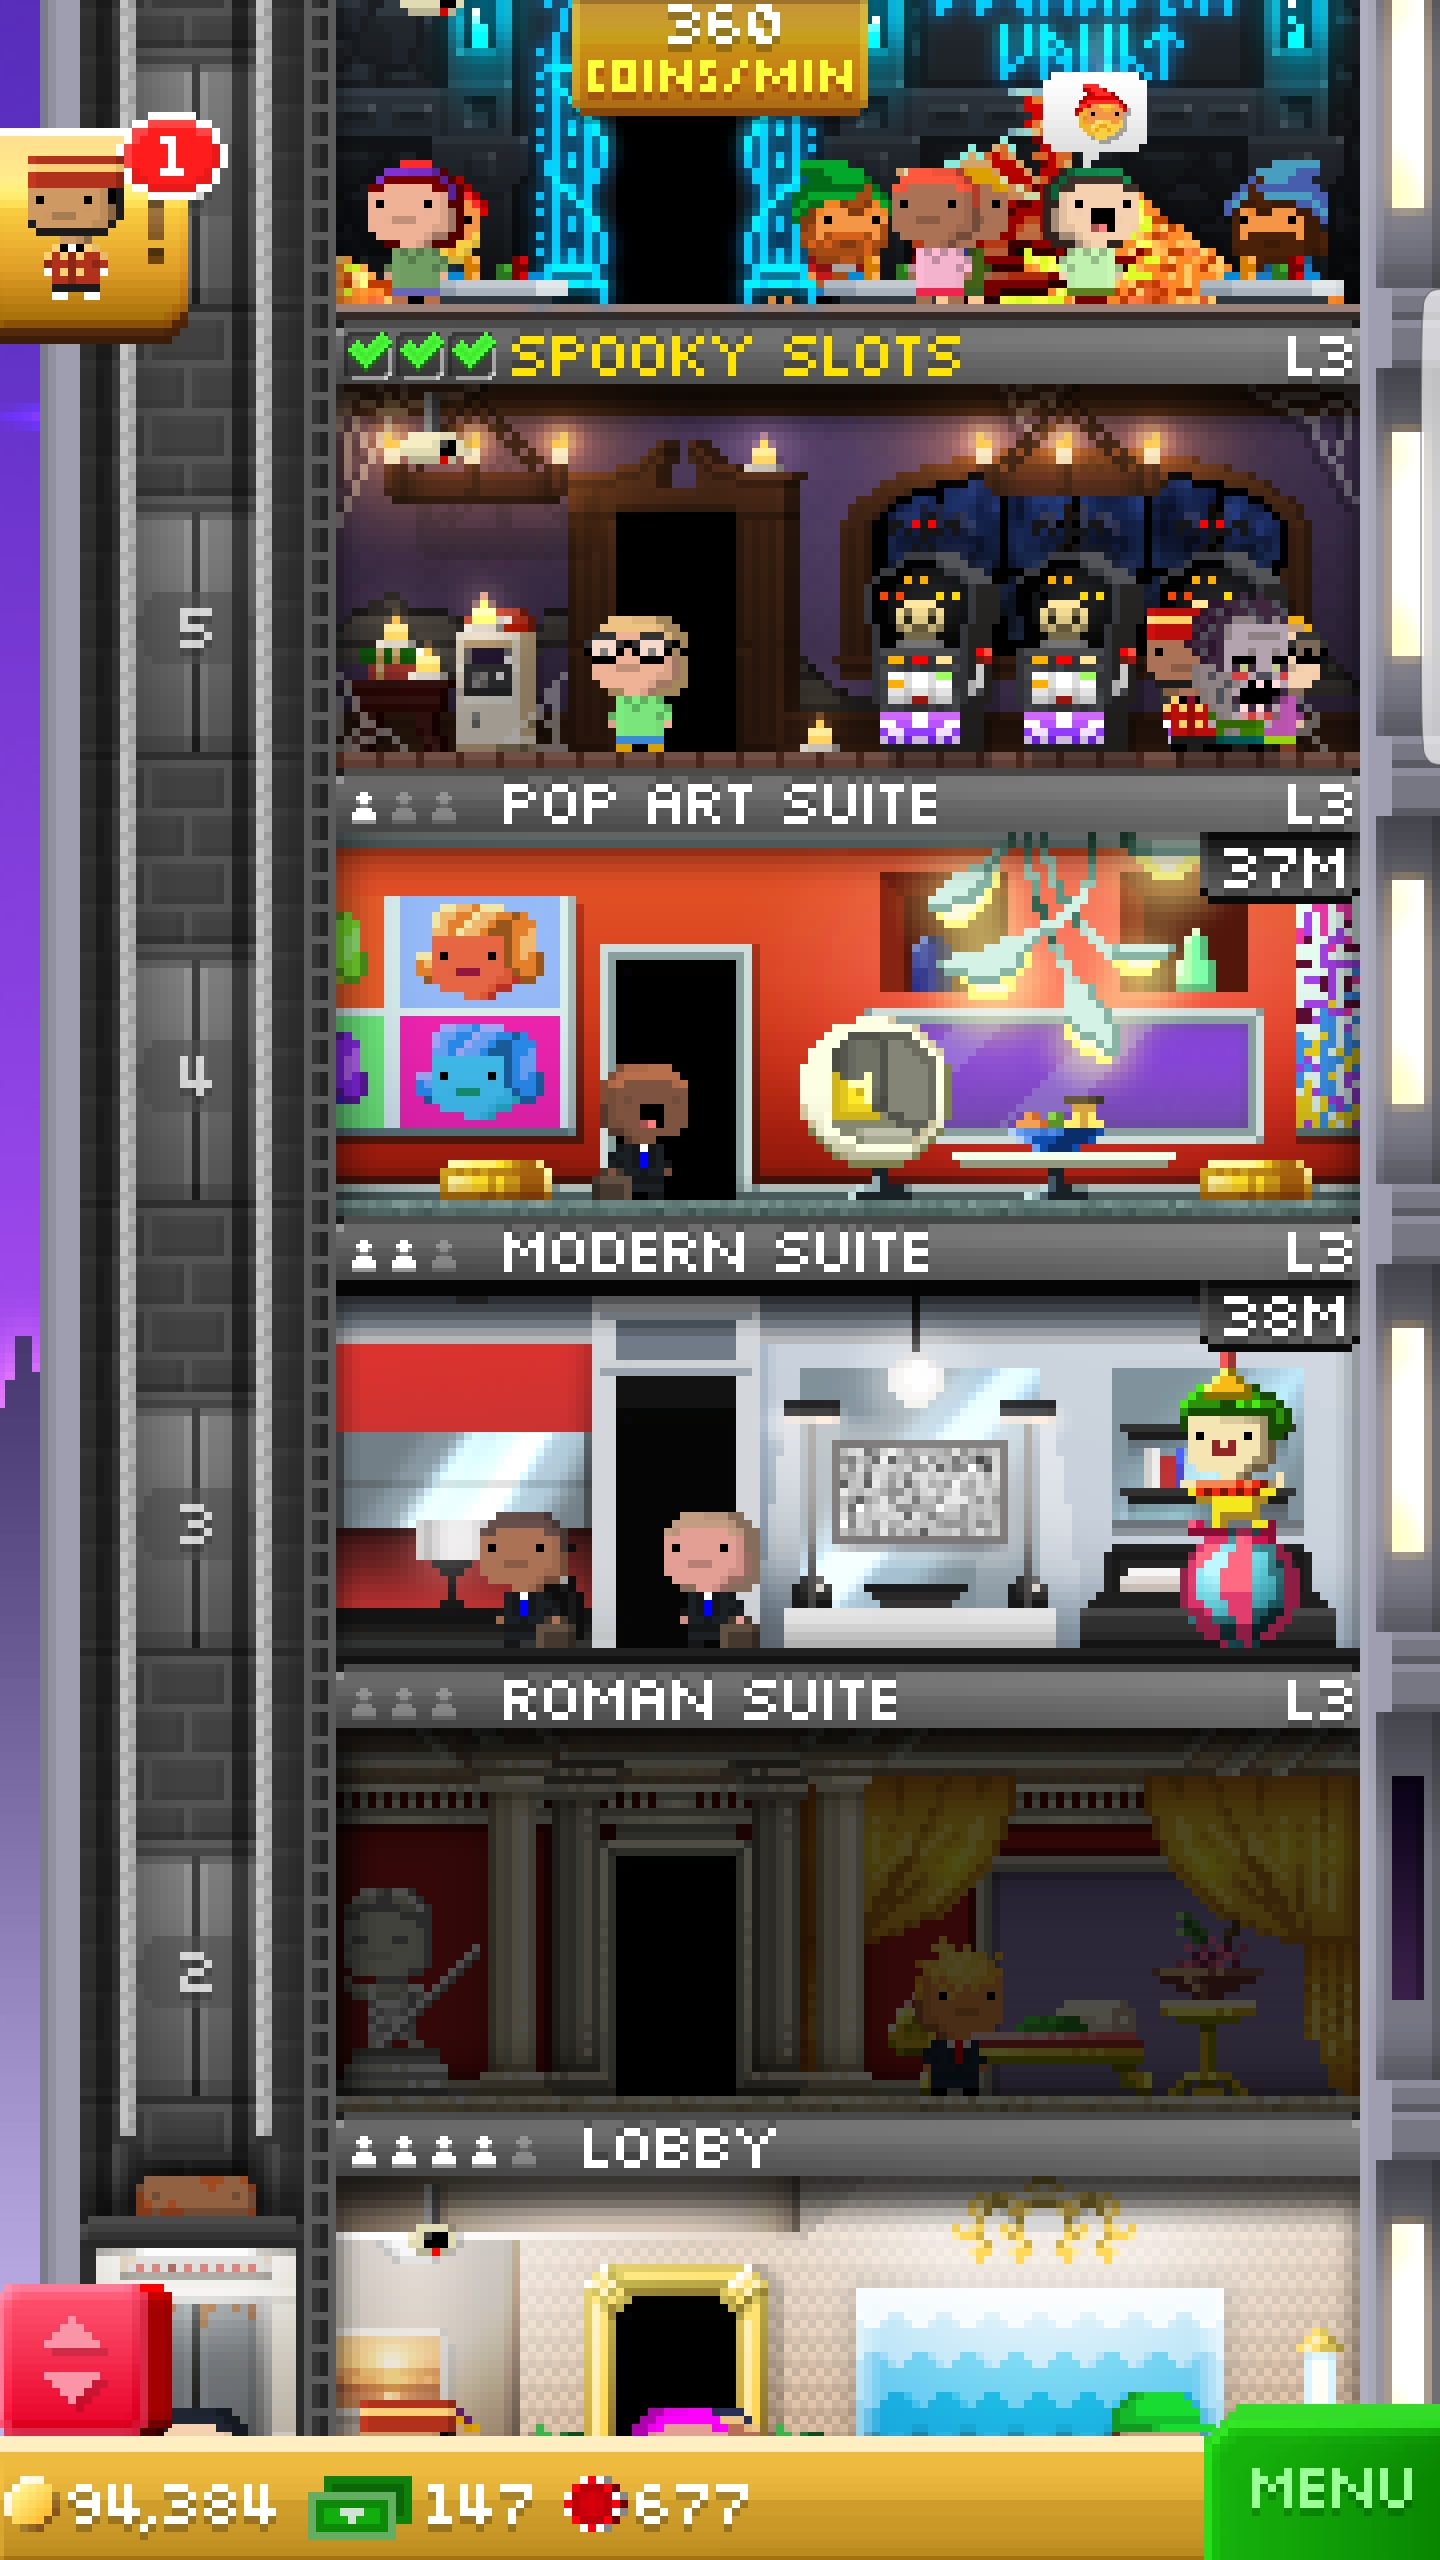 360
COINS/MIN
VAULT
1
SPOOKY SLOTS L3
5
POP ART SUITE L3
37M
4
MODERN SUITE L3
38M
3
ROMAN SUITE L3
2
LOBBY
94,384 147 677
MENU